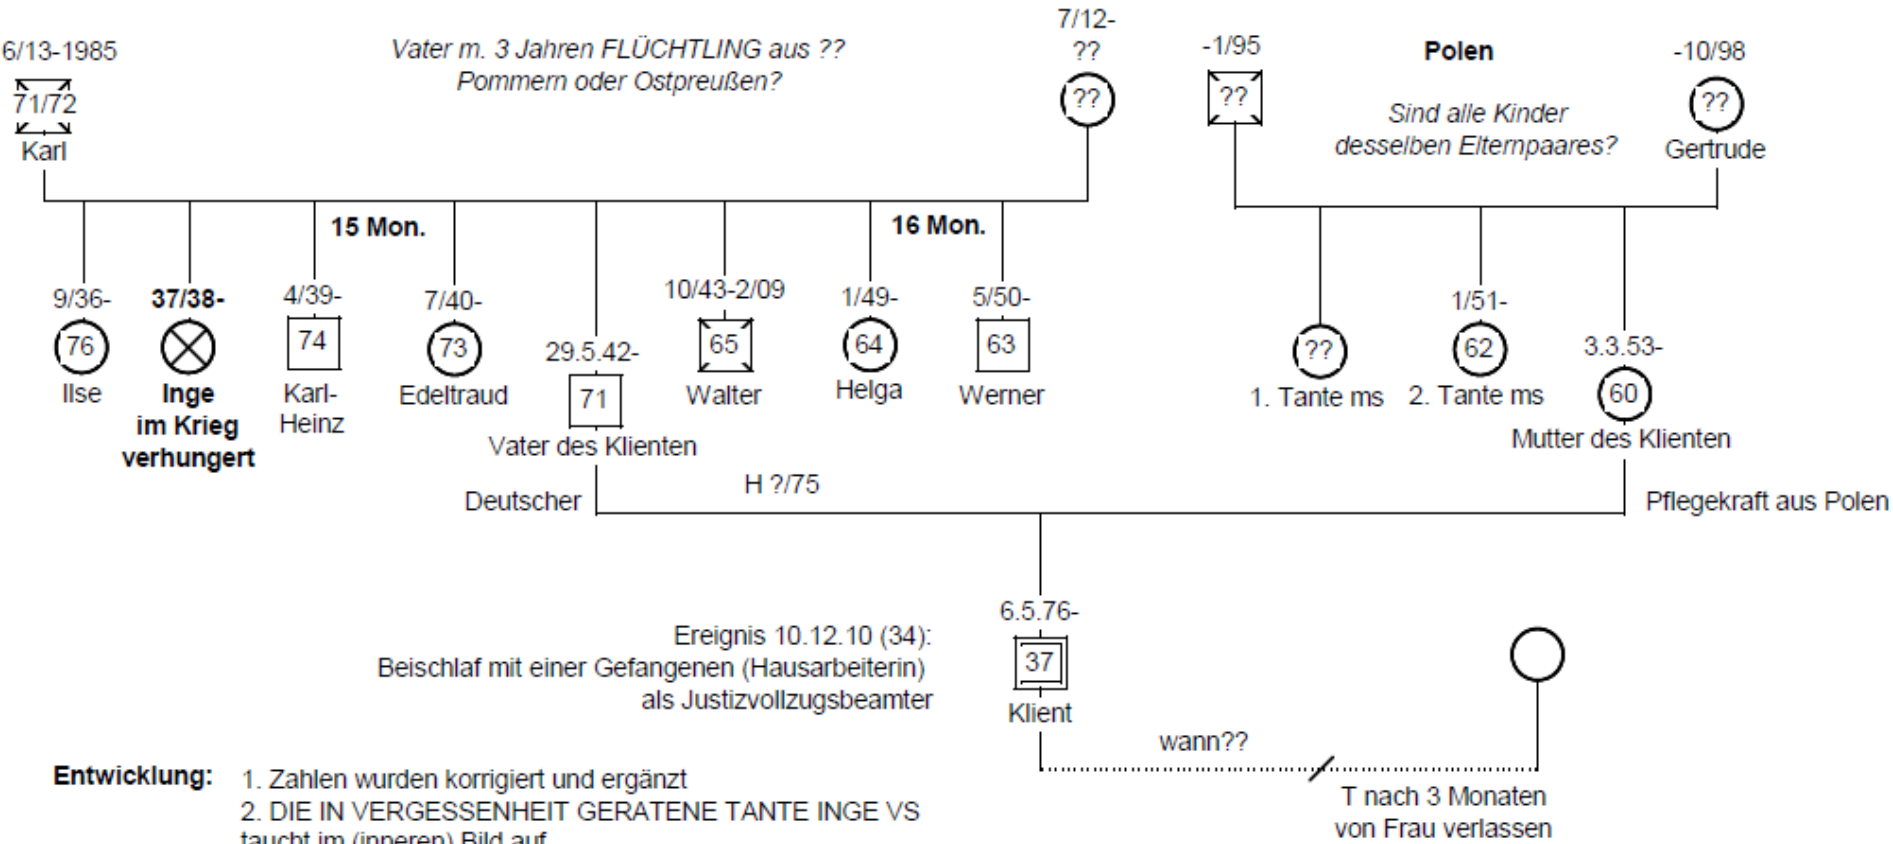 6/13-1985
Vater m. 3 Jahren FLÜCHTLING aus ??
Pommern oder Ostpreußen?
7/12-
??
-1/95
Polen
-10/98
71/72
Karl
??
??
Sind alle Kinder
desselben Elternpaares?
??
Gertrude
15 Mon.
16 Mon.
9/36-
76
Ilse
37/38-
Inge
im Krieg
verhungert
4/39-
74
Karl-
Heinz
7/40-
73
Edeltraud
29.5.42-
71
Vater des Klienten
10/43-2/09
65
Walter
1/49-
64
Helga
5/50-
63
Werner
??
1. Tante ms
1/51-
62
2. Tante ms
3.3.53-
60
Mutter des Klienten
Deutscher
H ?/75
Pflegekraft aus Polen
6.5.76-
37
Klient
Ereignis 10.12.10 (34):
Beischlaf mit einer Gefangenen (Hausarbeiterin)
als Justizvollzugsbeamter
wann??
T nach 3 Monaten
von Frau verlassen
Entwicklung: 1. Zahlen wurden korrigiert und ergänzt
2. DIE IN VERGESSENHEIT GERATENE TANTE INGE VS
taucht im (inneren) Bild auf